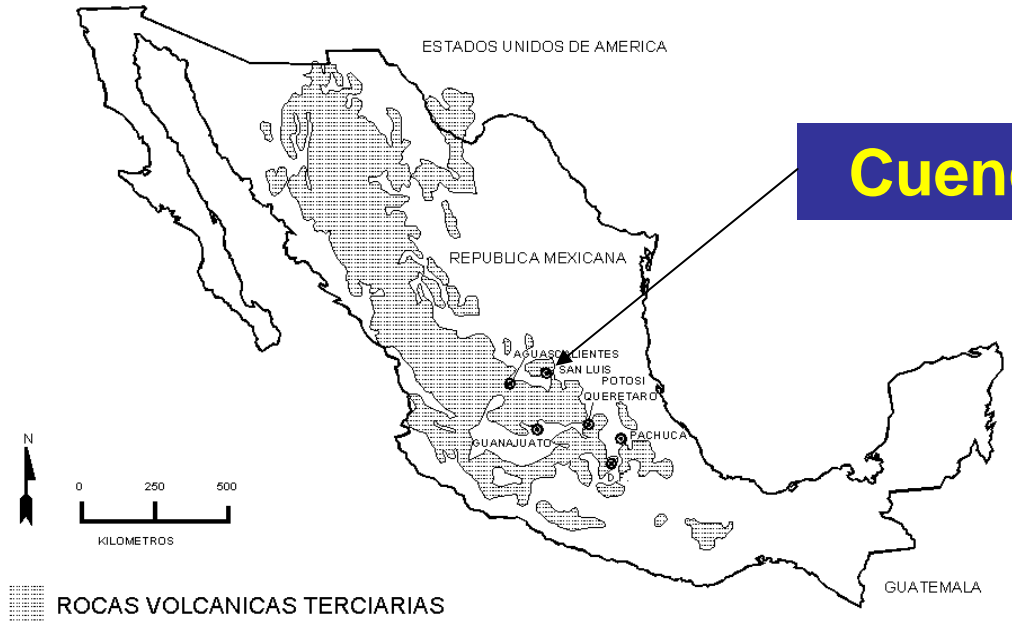 ESTADOS UNIDOS DE AMERICA
REPUBLICA MEXICANA
AGUASCALIENTES
SAN LUIS
POTOSI
QUERETARO
GUANAJUATO
PACHUCA
D.F.
N
0 250 500
KILOMETROS
GUATEMALA
ROCAS VOLCANICAS TERCIARIAS